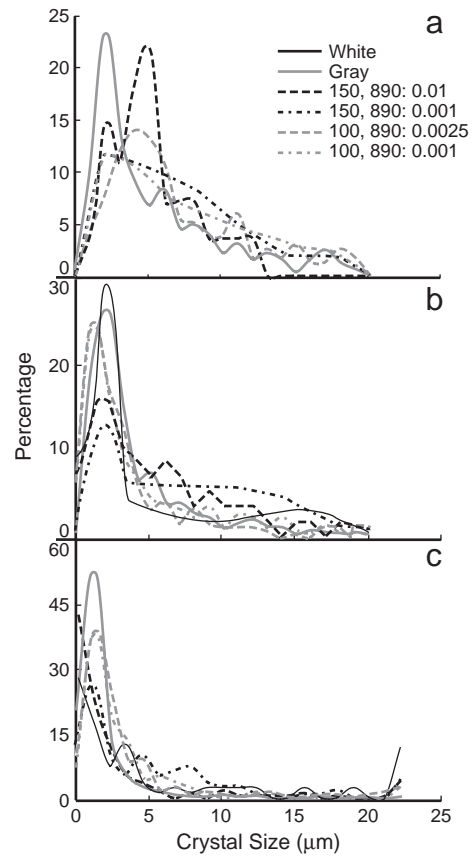 a
25
20
15
10
5
0
White
Gray
150, 890: 0.01
150, 890: 0.001
100, 890: 0.0025
100, 890: 0.001
b
30
20
10
0
Percentage
c
60
45
30
15
0
0 5 10 15 20 25
Crystal Size (μm)